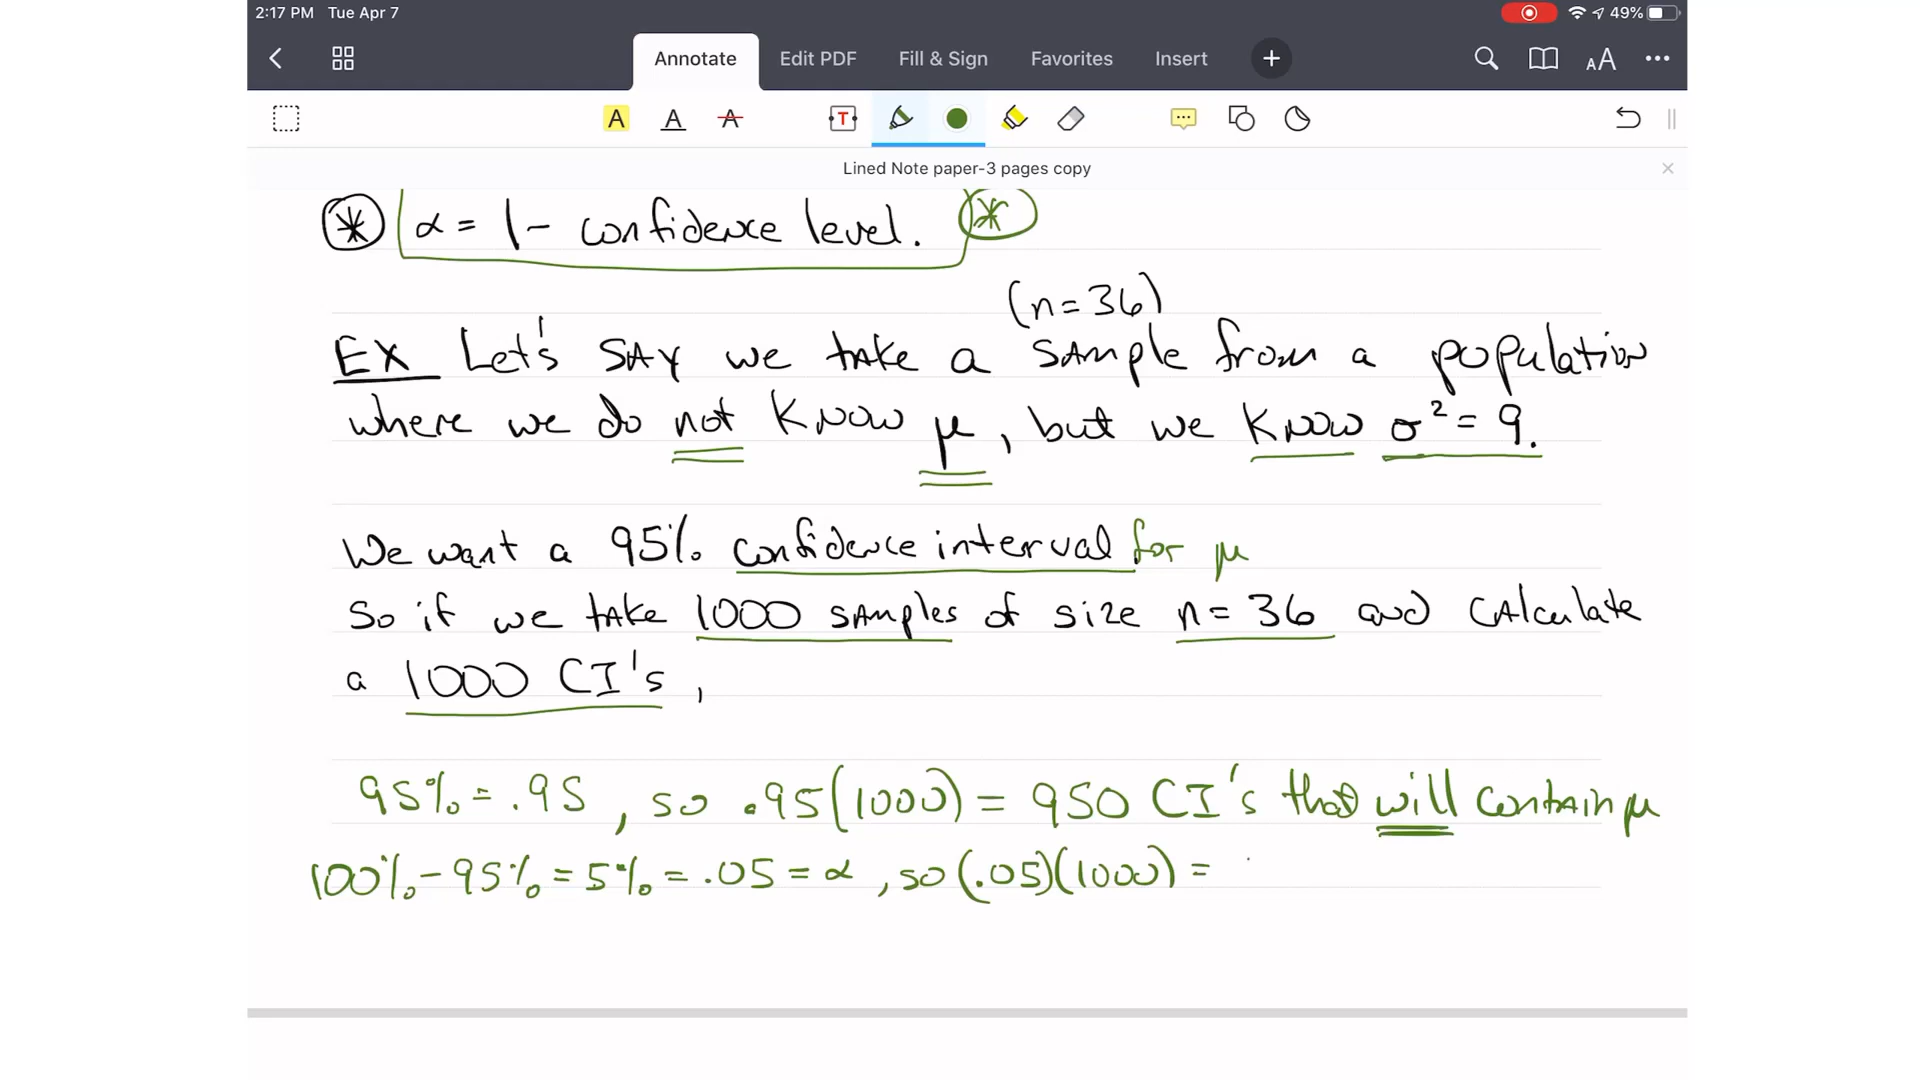 2:17 PM Tue Apr 7 49%
Annotate Edit PDF Fill & Sign Favorites Insert + AA
A A A T
Lined Note paper-3 pages copy
* α = 1 - confidence level. *
(n=36)
EX Let's SAY we take a sample from a population
where we do not know μ, but we know σ² = 9.
We want a 95% confidence interval for μ
So if we take 1000 samples of size n = 36 and calculate
a 1000 CI's,
95% = .95, so .95(1000) = 950 CI's that will contain μ
100% - 95% = 5% = .05 = α, so (.05)(1000) =